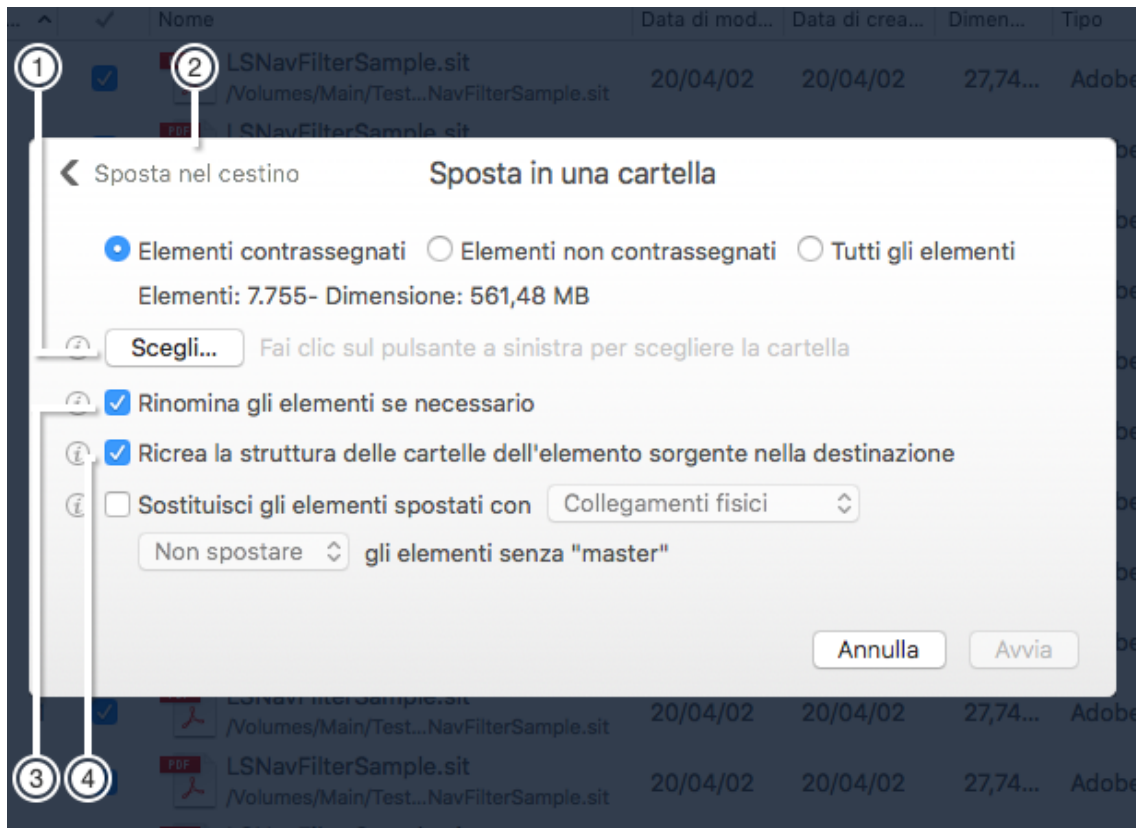 ... Nome Data di mod... Data di crea... Dimen... Tipo
1 2 LSNavFilterSample.sit 20/04/02 20/04/02 27,74... Adobe
/Volumes/Main/Test...NavFilterSample.sit
PDF LSNavFilterSample.sit
Sposta nel cestino Sposta in una cartella
Elementi contrassegnati Elementi non contrassegnati Tutti gli elementi
Elementi: 7.755- Dimensione: 561,48 MB
Scegli... Fai clic sul pulsante a sinistra per scegliere la cartella
Rinomina gli elementi se necessario
Ricrea la struttura delle cartelle dell'elemento sorgente nella destinazione
Sostituisci gli elementi spostati con Collegamenti fisici
Non spostare gli elementi senza "master"
Annulla Avvia
LSNavFilterSample.sit 20/04/02 20/04/02 27,74... Adobe
/Volumes/Main/Test...NavFilterSample.sit
3 4 PDF LSNavFilterSample.sit 20/04/02 20/04/02 27,74... Adobe
/Volumes/Main/Test...NavFilterSample.sit